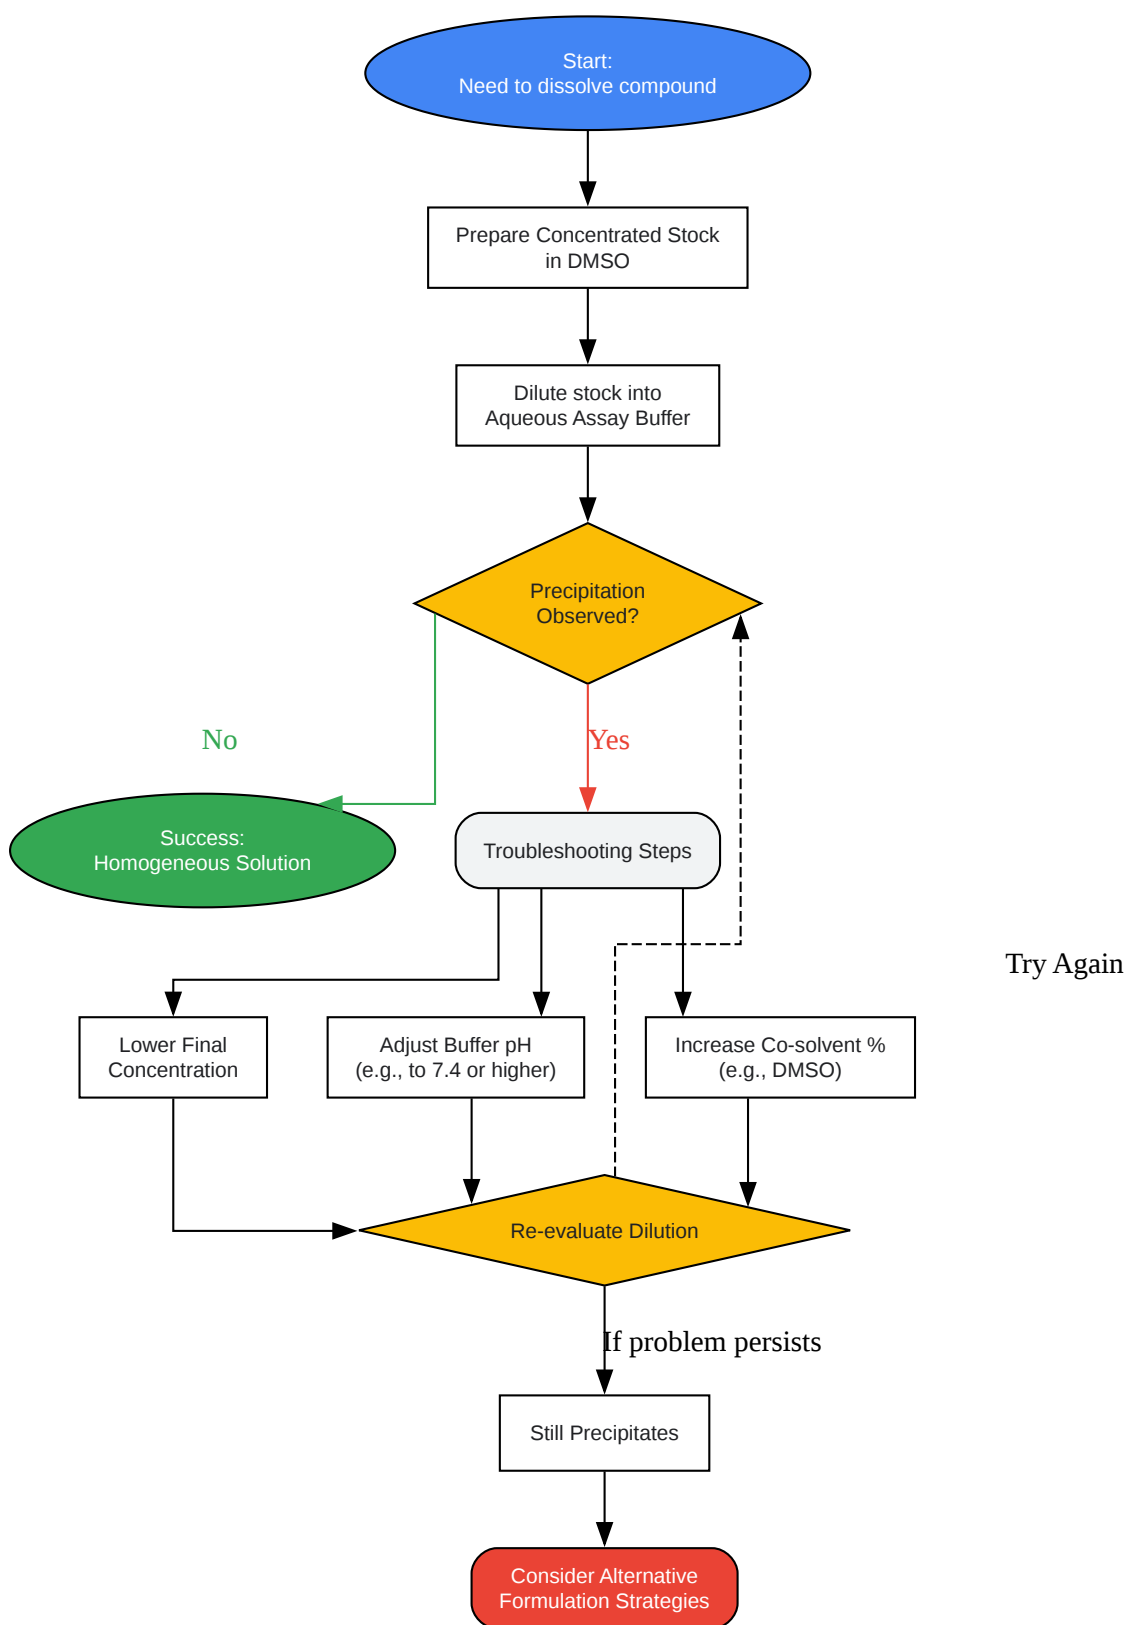 Start:
Need to dissolve compound
Prepare Concentrated Stock
in DMSO
Dilute stock into
Aqueous Assay Buffer
Precipitation
Observed?
No
Yes
Success:
Homogeneous Solution
Troubleshooting Steps
Try Again
Lower Final
Concentration
Adjust Buffer pH
(e.g., to 7.4 or higher)
Increase Co-solvent %
(e.g., DMSO)
Re-evaluate Dilution
If problem persists
Still Precipitates
Consider Alternative
Formulation Strategies